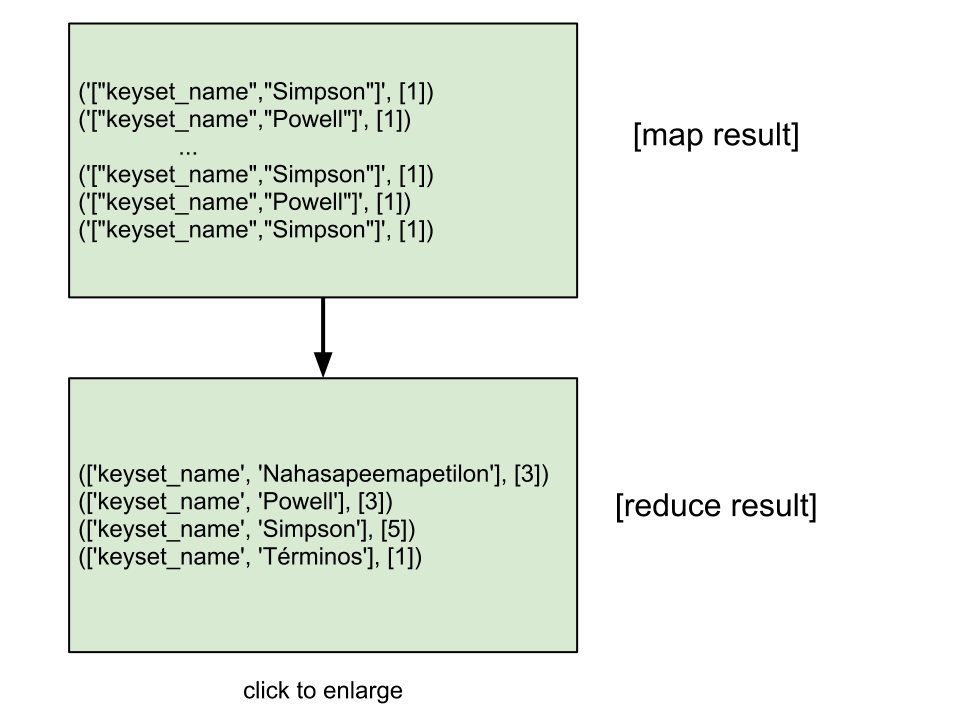 ('["keyset_name","Simpson"]', [1])
('["keyset_name","Powell"]', [1])
...
('["keyset_name","Simpson"]', [1])
('["keyset_name","Powell"]', [1])
('["keyset_name","Simpson"]', [1])
[map result]
(['keyset_name', 'Nahasapeemapetilon'], [3])
(['keyset_name', 'Powell'], [3])
(['keyset_name', 'Simpson'], [5])
(['keyset_name', 'Términos'], [1])
[reduce result]
click to enlarge